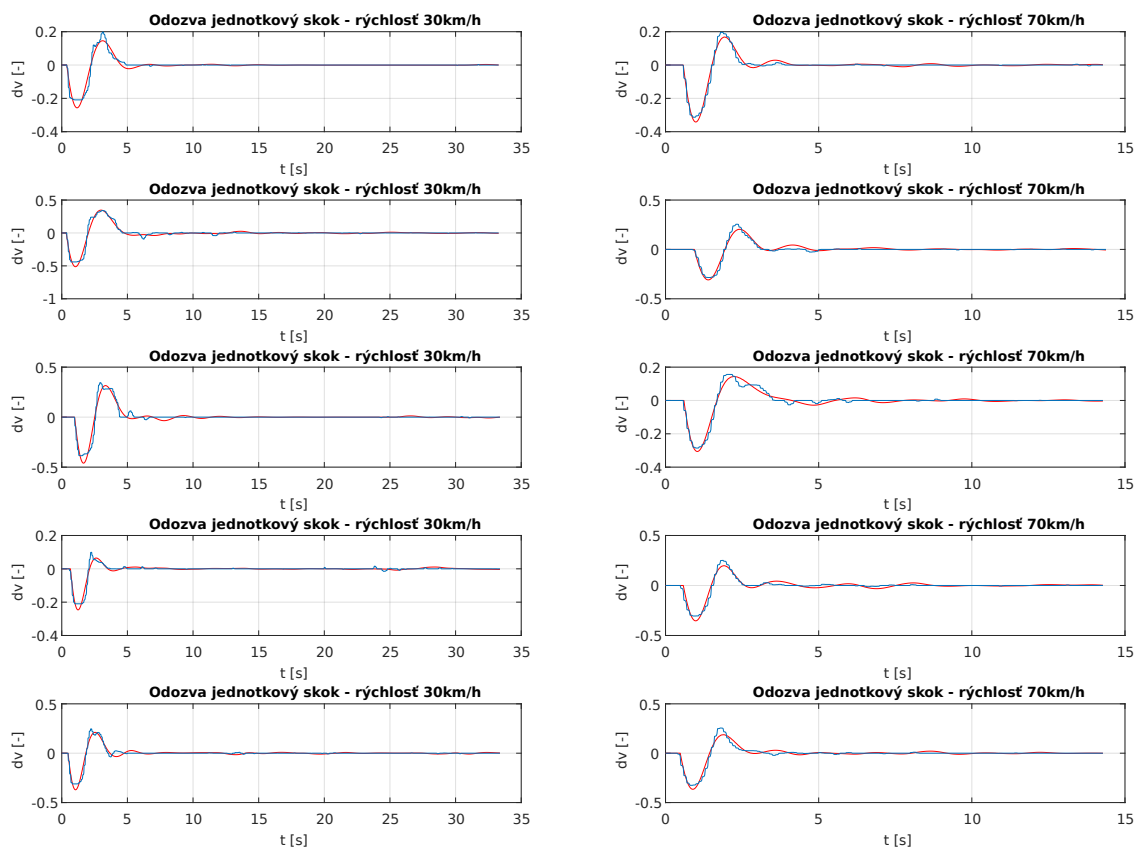 Odozva jednotkový skok - rýchlosť 30km/h
0.2
0
-0.2
-0.4
dv [-]
0 5 10 15 20 25 30 35
t [s]
Odozva jednotkový skok - rýchlosť 70km/h
0.2
0
-0.2
-0.4
dv [-]
0 5 10 15
t [s]
Odozva jednotkový skok - rýchlosť 30km/h
0.5
0
-0.5
-1
dv [-]
0 5 10 15 20 25 30 35
t [s]
Odozva jednotkový skok - rýchlosť 70km/h
0.5
0
-0.5
dv [-]
0 5 10 15
t [s]
Odozva jednotkový skok - rýchlosť 30km/h
0.5
0
-0.5
dv [-]
0 5 10 15 20 25 30 35
t [s]
Odozva jednotkový skok - rýchlosť 70km/h
0.2
0
-0.2
-0.4
dv [-]
0 5 10 15
t [s]
Odozva jednotkový skok - rýchlosť 30km/h
0.2
0
-0.2
-0.4
dv [-]
0 5 10 15 20 25 30 35
t [s]
Odozva jednotkový skok - rýchlosť 70km/h
0.5
0
-0.5
dv [-]
0 5 10 15
t [s]
Odozva jednotkový skok - rýchlosť 30km/h
0.5
0
-0.5
dv [-]
0 5 10 15 20 25 30 35
t [s]
Odozva jednotkový skok - rýchlosť 70km/h
0.5
0
-0.5
dv [-]
0 5 10 15
t [s]